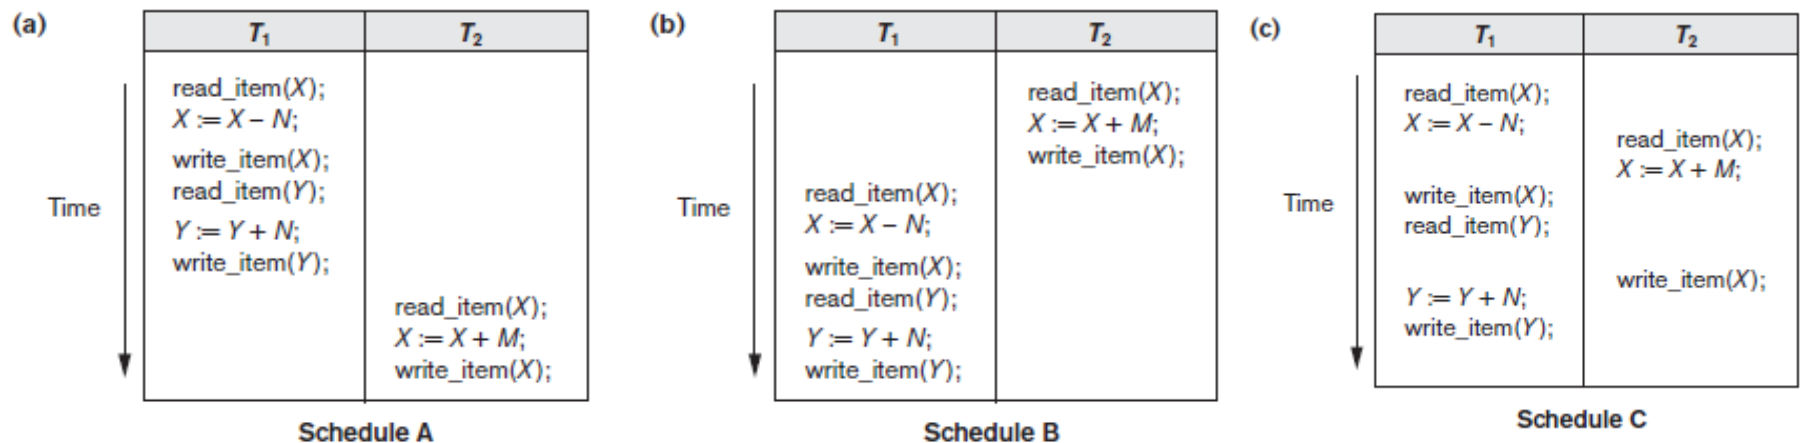 (a)
T₁ T₂
Time
read_item(X);
X := X – N;
write_item(X);
read_item(Y);
Y := Y + N;
write_item(Y);
read_item(X);
X := X + M;
write_item(X);
Schedule A
(b)
T₁ T₂
Time
read_item(X);
X := X + M;
write_item(X);
read_item(X);
X := X – N;
write_item(X);
read_item(Y);
Y := Y + N;
write_item(Y);
Schedule B
(c)
T₁ T₂
Time
read_item(X);
X := X – N;
read_item(X);
X := X + M;
write_item(X);
read_item(Y);
write_item(X);
Y := Y + N;
write_item(Y);
Schedule C